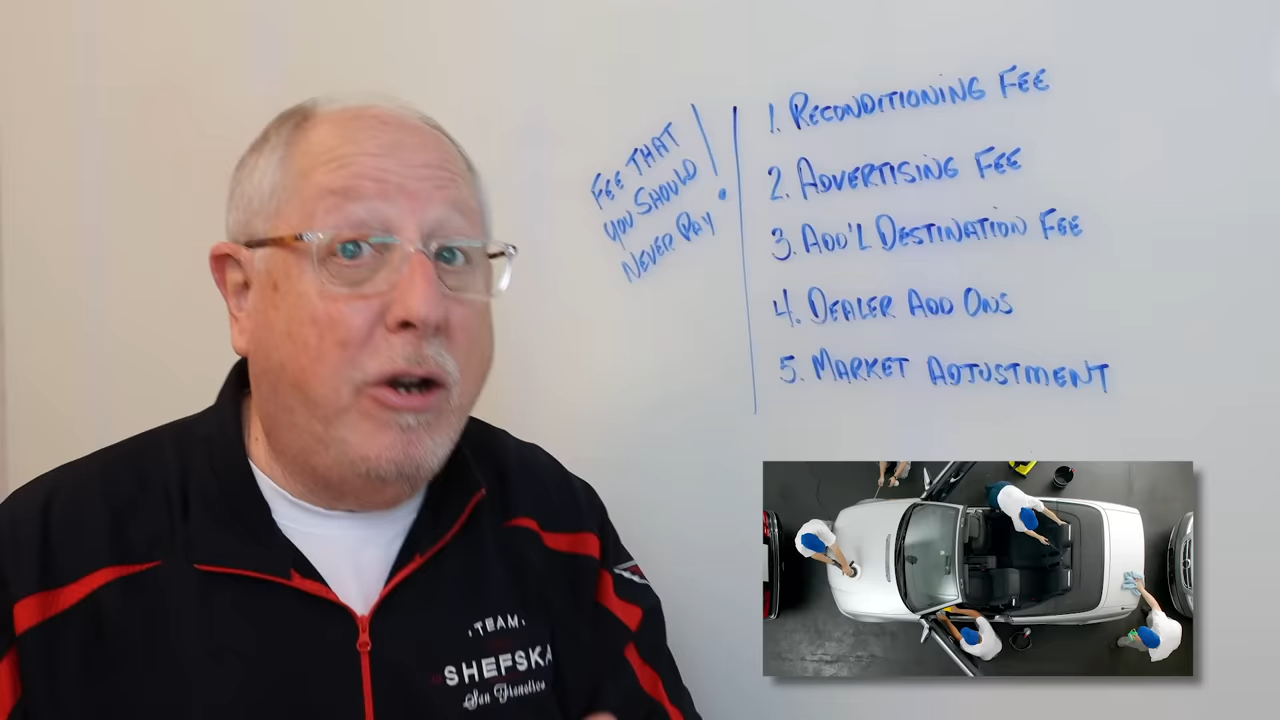 FEE THAT
YOU SHOULD
NEVER PAY!
1. RECONDITIONING FEE
2. ADVERTISING FEE
3. ADD'L DESTINATION FEE
4. DEALER ADD ONS
5. MARKET ADJUSTMENT
TEAM
SHEFSKA
San